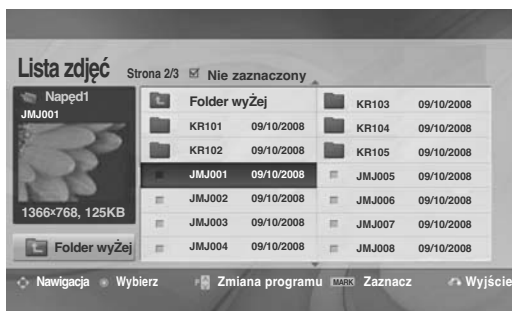 Lista zdjęć Strona 2/3 Nie zaznaczony
Napęd1
JMJ001
1366x768, 125KB
Folder wyŻej
Folder wyŻej
KR101 09/10/2008
KR102 09/10/2008
JMJ001 09/10/2008
JMJ002 09/10/2008
JMJ003 09/10/2008
JMJ004 09/10/2008
KR103 09/10/2008
KR104 09/10/2008
KR105 09/10/2008
JMJ005 09/10/2008
JMJ006 09/10/2008
JMJ007 09/10/2008
JMJ008 09/10/2008
Nawigacja Wybierz Zmiana programu MARK Zaznacz Wyjście